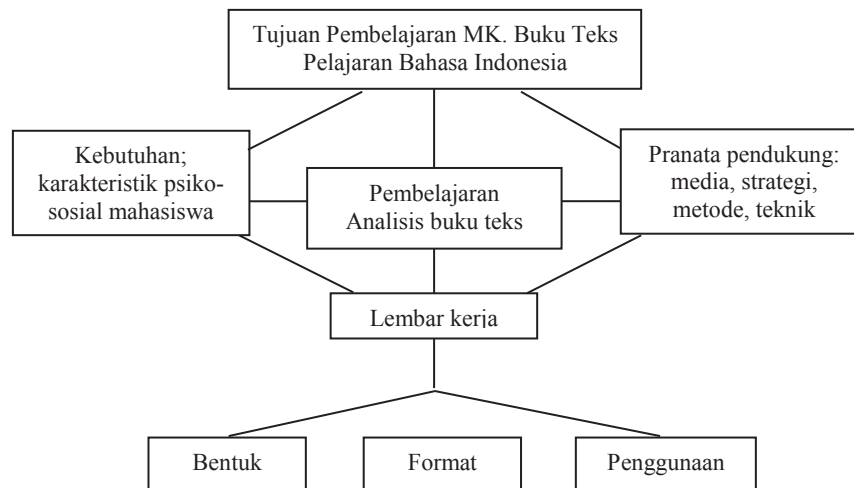 Tujuan Pembelajaran MK. Buku Teks
Pelajaran Bahasa Indonesia
Kebutuhan;
karakteristik psiko-
sosial mahasiswa
Pembelajaran
Analisis buku teks
Pranata pendukung:
media, strategi,
metode, teknik
Lembar kerja
Bentuk
Format
Penggunaan